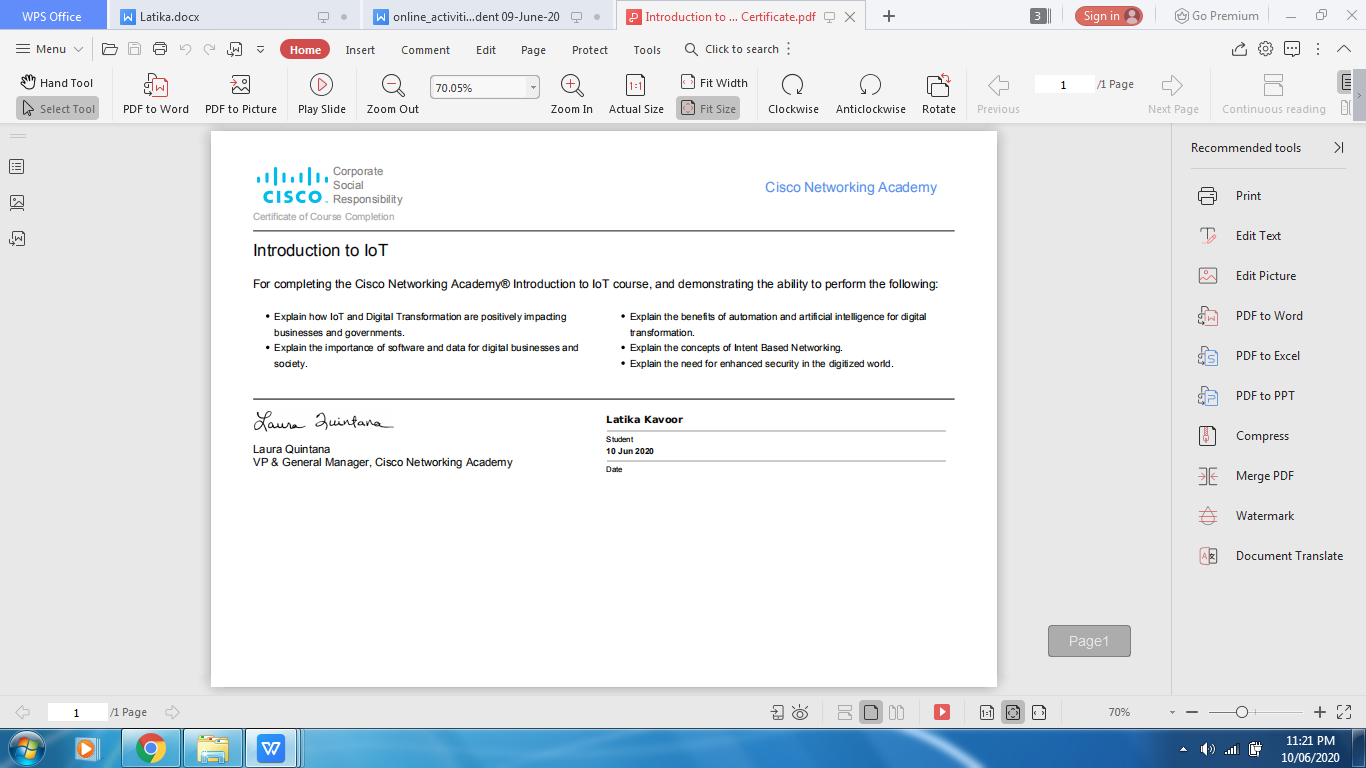 WPS Office
Latika.docx
online_activiti...dent 09-June-20
Introduction to ... Certificate.pdf
3
Sign in
Go Premium
Menu
Home
Insert
Comment
Edit
Page
Protect
Tools
Click to search
Hand Tool
Select Tool
PDF to Word
PDF to Picture
Play Slide
Zoom Out
70.05%
Zoom In
1:1
Actual Size
Fit Width
Fit Size
Clockwise
Anticlockwise
Rotate
Previous
1
/1 Page
Next Page
Continuous reading
CISCO
Corporate
Social
Responsibility
Cisco Networking Academy
Certificate of Course Completion
Introduction to IoT
For completing the Cisco Networking Academy® Introduction to IoT course, and demonstrating the ability to perform the following:
• Explain how IoT and Digital Transformation are positively impacting
businesses and governments.
• Explain the importance of software and data for digital businesses and
society.
• Explain the benefits of automation and artificial intelligence for digital
transformation.
• Explain the concepts of Intent Based Networking.
• Explain the need for enhanced security in the digitized world.
Laura Quintana
Laura Quintana
VP & General Manager, Cisco Networking Academy
Latika Kavoor
Student
10 Jun 2020
Date
Recommended tools
Print
Edit Text
Edit Picture
PDF to Word
PDF to Excel
PDF to PPT
Compress
Merge PDF
Watermark
Document Translate
Page1
1
/1 Page
1:1
70%
11:21 PM
10/06/2020